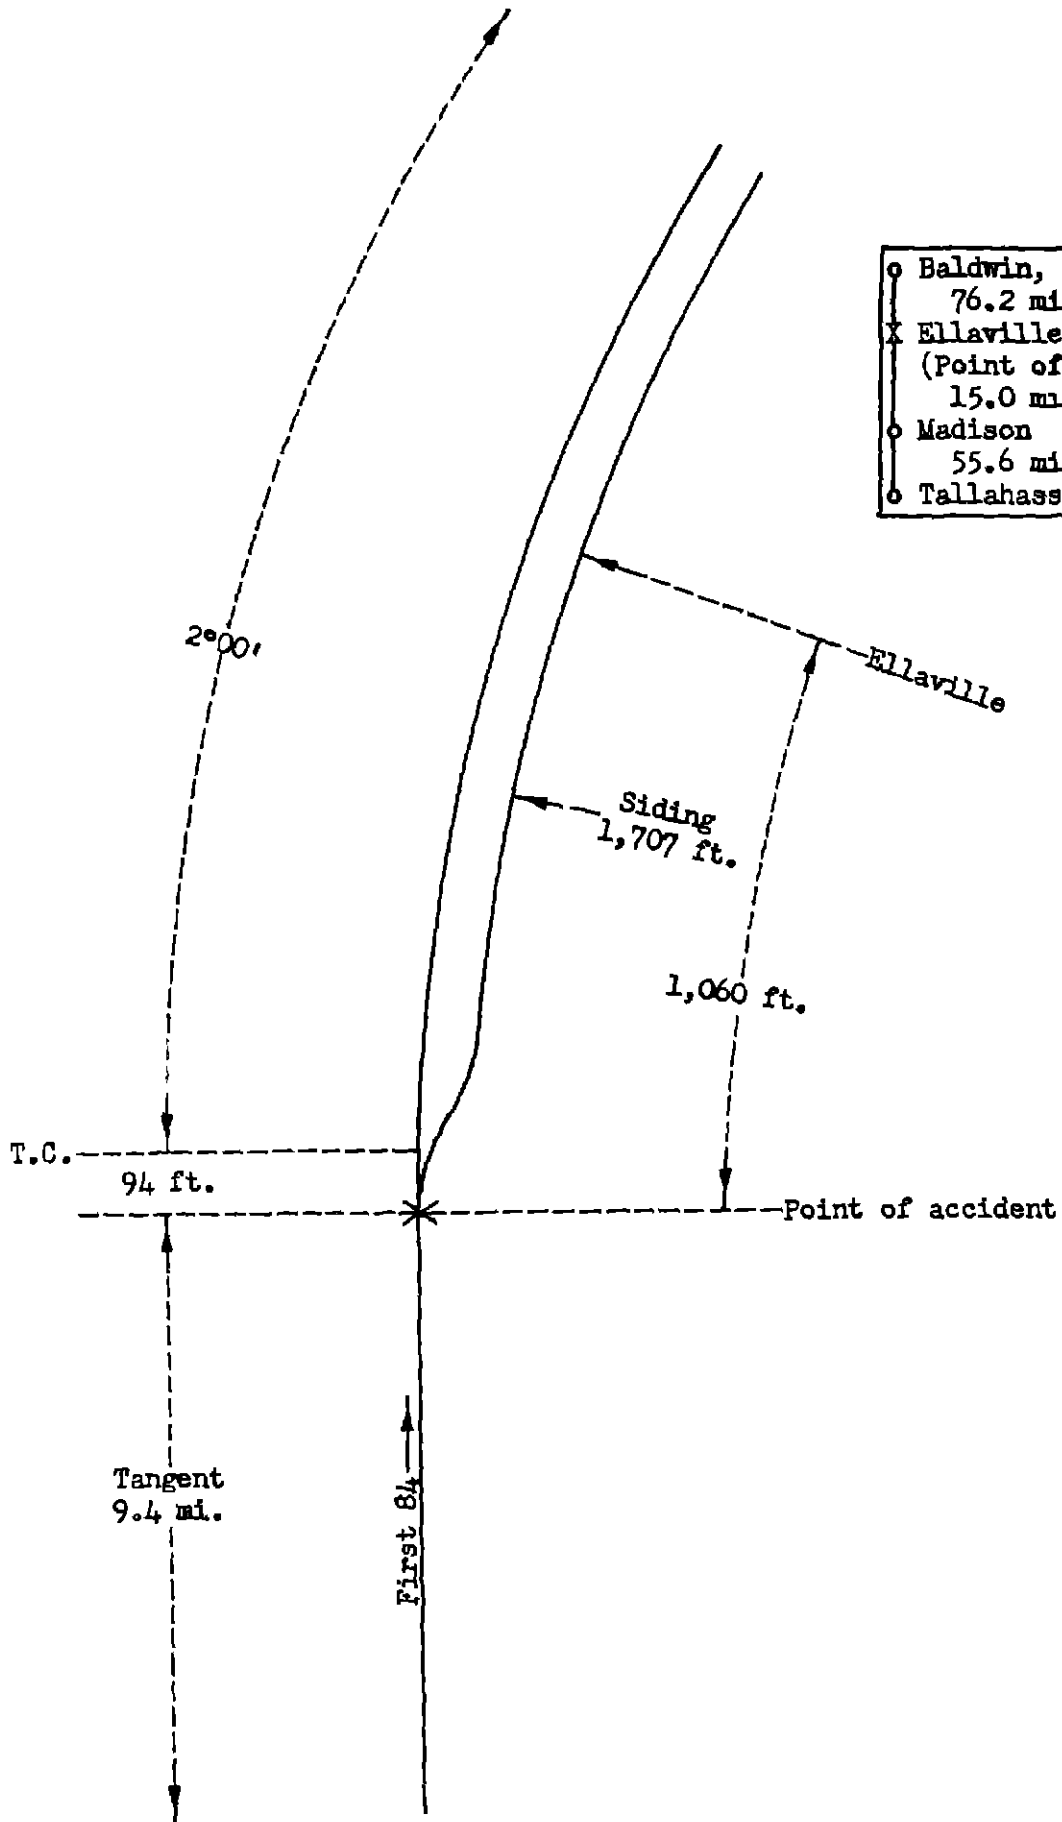 Baldwin,
76.2 mi
X Ellaville
(Point of
15.0 mi
Madison
55.6 mi
Tallahass
2°00'
Ellaville
Siding
1,707 ft.
1,060 ft.
T.C.
94 ft.
Point of accident
Tangent
9.4 mi.
First 84